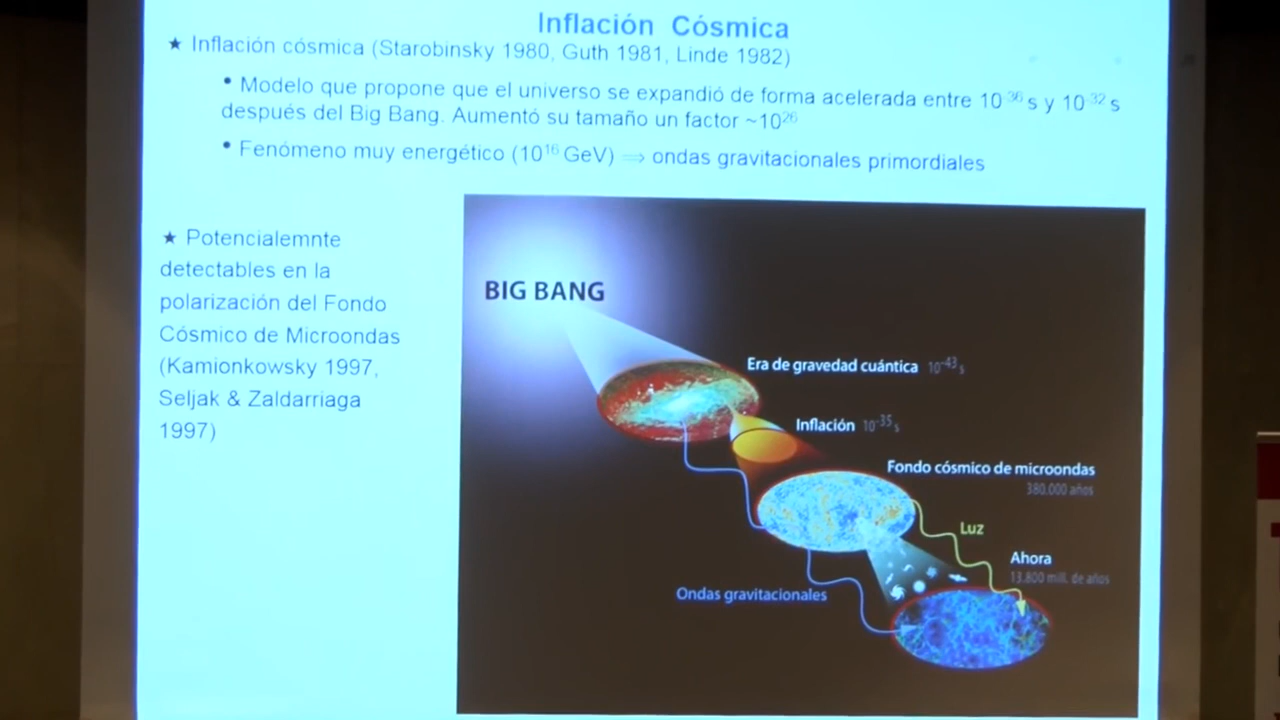 Inflación Cósmica
★ Inflación cósmica (Starobinsky 1980, Guth 1981, Linde 1982)
• Modelo que propone que el universo se expandió de forma acelerada entre 10⁻³⁶ s y 10⁻³² s
después del Big Bang. Aumentó su tamaño un factor ~10²⁶
• Fenómeno muy energético (10¹⁶ GeV) ⟹ ondas gravitacionales primordiales
★ Potencialemnte
detectables en la
polarización del Fondo
Cósmico de Microondas
(Kamionkowsky 1997,
Seljak & Zaldarriaga
1997)
BIG BANG
Era de gravedad cuántica 10⁻⁴³ s
Inflación 10⁻³⁵ s
Fondo cósmico de microondas
380.000 años
Luz
Ahora
13.800 mill. de años
Ondas gravitacionales